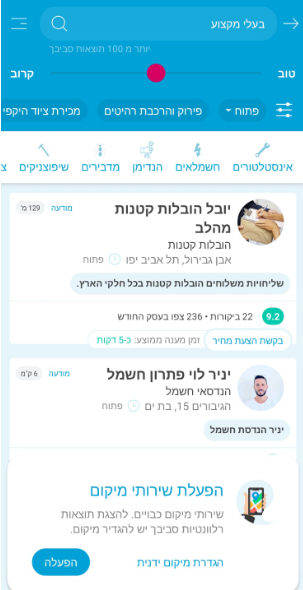 בעלי מקצוע
יותר מ 100 תוצאות סביבך
טוב
קרוב
פתוח
פירוק והרכבת רהיטים
מכירת ציוד היקפי
אינסטלטורים
חשמלאים
הנדימן
מדבירים
שיפוצניקים
צ
יובל הובלות קטנות
מהלב
מודעה
129 מ'
הובלות קטנות
אבן גבירול, תל אביב יפו
פתוח
שליחויות משלוחים הובלות קטנות בכל חלקי הארץ.
9.2
22 ביקורות • 236 צפו בעסק החודש
בקשת הצעת מחיר
זמן מענה ממוצע: כ-5 דקות
יניר לוי פתרון חשמל
מודעה
6 ק"מ
הנדסאי חשמל
הגיבורים 15, בת ים
פתוח
יניר הנדסת חשמל
הפעלת שירותי מיקום
שירותי מיקום כבויים. להצגת תוצאות
רלוונטיות סביבך יש להגדיר מיקום.
הגדרת מיקום ידנית
הפעלה